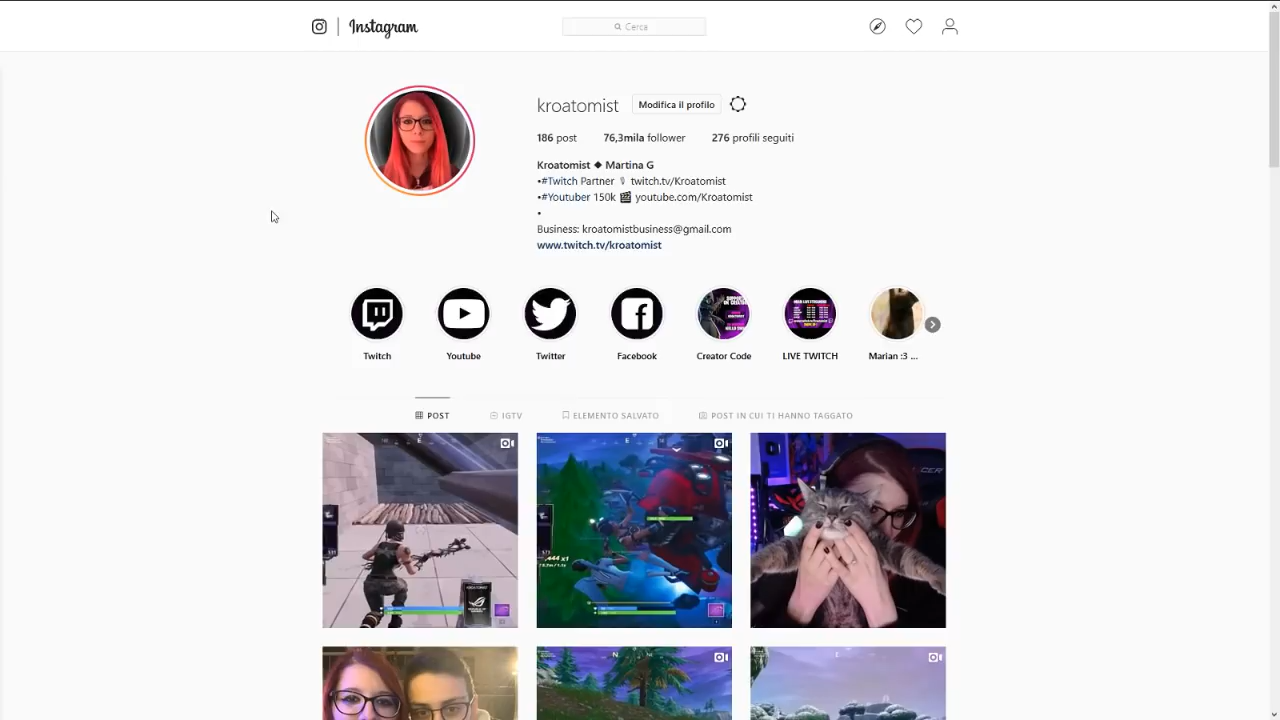 Instagram
Cerca
kroatomist Modifica il profilo
186 post 76,3mila follower 276 profili seguiti
Kroatomist ◆ Martina G
•#Twitch Partner 🎙 twitch.tv/Kroatomist
•#Youtuber 150k 🎬 youtube.com/Kroatomist
•
Business: kroatomistbusiness@gmail.com
www.twitch.tv/kroatomist
Twitch Youtube Twitter Facebook Creator Code LIVE TWITCH Marian :3 ...
POST IGTV ELEMENTO SALVATO POST IN CUI TI HANNO TAGGATO